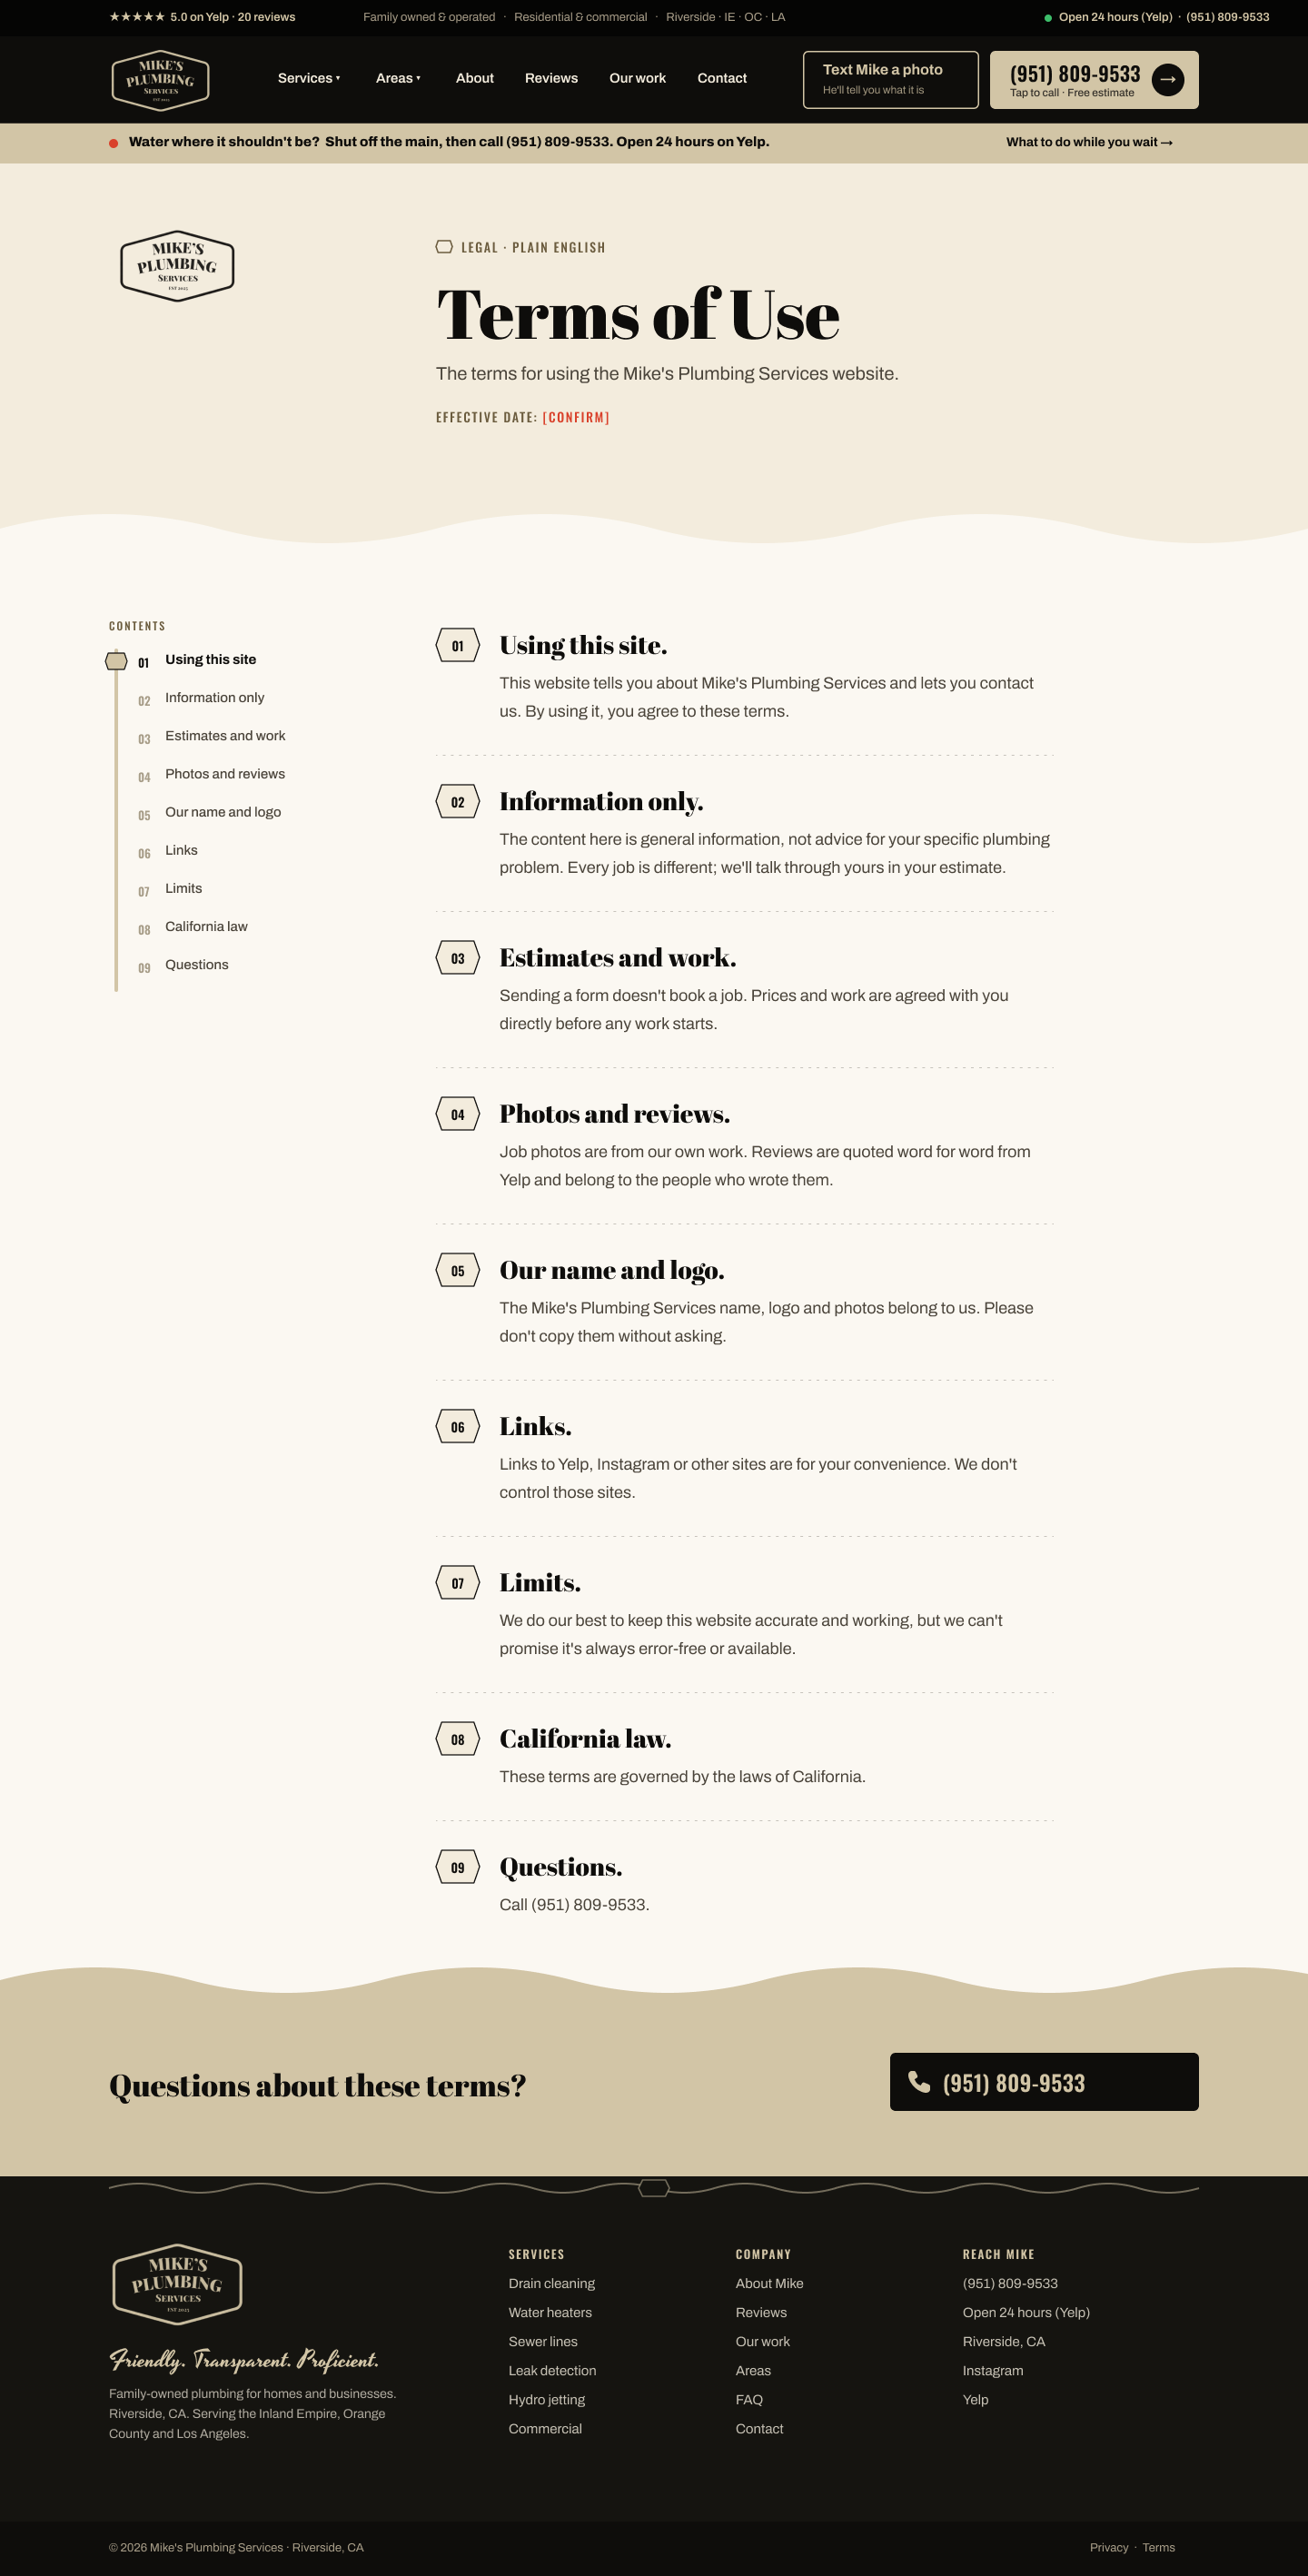 ★★★★★ 5.0 on Yelp · 20 reviews
Family owned & operated · Residential & commercial · Riverside · IE · OC · LA
Open 24 hours (Yelp) · (951) 809-9533
MIKE'S
PLUMBING
SERVICES
EST 2023
Services ▾
Areas ▾
About
Reviews
Our work
Contact
Text Mike a photo
He'll tell you what it is
(951) 809-9533
Tap to call · Free estimate
→
Water where it shouldn't be? Shut off the main, then call (951) 809-9533. Open 24 hours on Yelp.
What to do while you wait →
MIKE'S
PLUMBING
SERVICES
EST 2023
LEGAL · PLAIN ENGLISH
Terms of Use
The terms for using the Mike's Plumbing Services website.
EFFECTIVE DATE: [CONFIRM]
CONTENTS
01 Using this site
02 Information only
03 Estimates and work
04 Photos and reviews
05 Our name and logo
06 Links
07 Limits
08 California law
09 Questions
01 Using this site.
This website tells you about Mike's Plumbing Services and lets you contact
us. By using it, you agree to these terms.
02 Information only.
The content here is general information, not advice for your specific plumbing
problem. Every job is different; we'll talk through yours in your estimate.
03 Estimates and work.
Sending a form doesn't book a job. Prices and work are agreed with you
directly before any work starts.
04 Photos and reviews.
Job photos are from our own work. Reviews are quoted word for word from
Yelp and belong to the people who wrote them.
05 Our name and logo.
The Mike's Plumbing Services name, logo and photos belong to us. Please
don't copy them without asking.
06 Links.
Links to Yelp, Instagram or other sites are for your convenience. We don't
control those sites.
07 Limits.
We do our best to keep this website accurate and working, but we can't
promise it's always error-free or available.
08 California law.
These terms are governed by the laws of California.
09 Questions.
Call (951) 809-9533.
Questions about these terms?
(951) 809-9533
MIKE'S
PLUMBING
SERVICES
EST 2023
Friendly. Transparent. Proficient.
Family-owned plumbing for homes and businesses.
Riverside, CA. Serving the Inland Empire, Orange
County and Los Angeles.
SERVICES
Drain cleaning
Water heaters
Sewer lines
Leak detection
Hydro jetting
Commercial
COMPANY
About Mike
Reviews
Our work
Areas
FAQ
Contact
REACH MIKE
(951) 809-9533
Open 24 hours (Yelp)
Riverside, CA
Instagram
Yelp
© 2026 Mike's Plumbing Services · Riverside, CA
Privacy · Terms